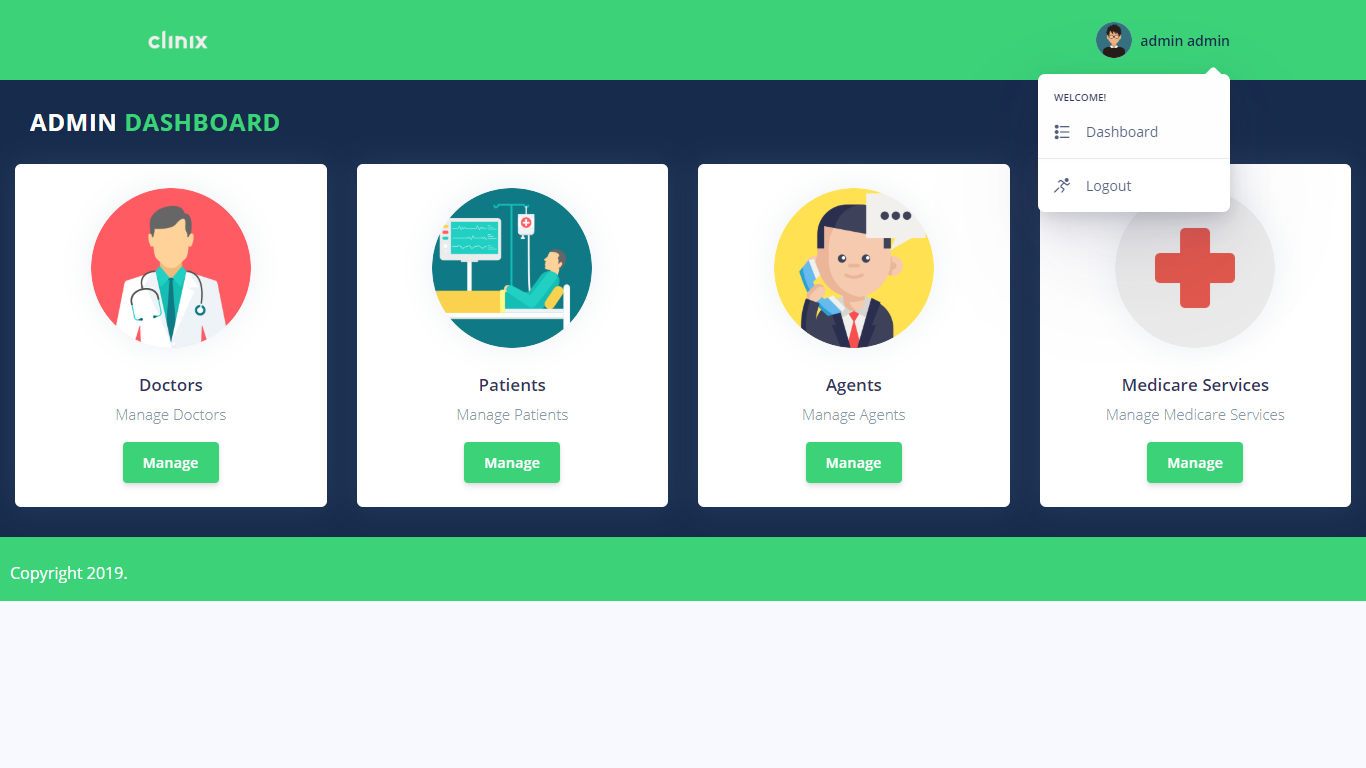 clinix
admin admin
WELCOME!
Dashboard
Logout
ADMIN DASHBOARD
Doctors
Manage Doctors
Manage
Patients
Manage Patients
Manage
Agents
Manage Agents
Manage
Medicare Services
Manage Medicare Services
Manage
Copyright 2019.